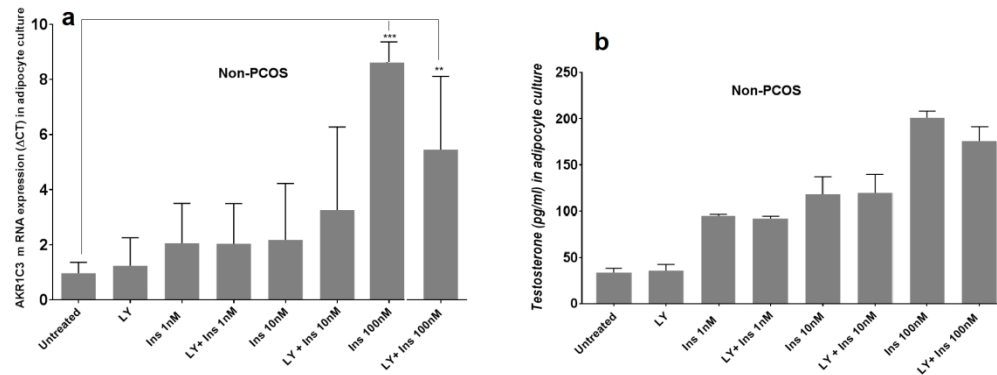 a
AKR1C3 m RNA expression (ΔCT) in adipocyte culture
10
8
6
4
2
0
Non-PCOS
***
**
Untreated
LY
Ins 1nM
LY+ Ins 1nM
Ins 10nM
LY + Ins 10nM
Ins 100nM
LY+ Ins 100nM
b
Testosterone (pg/ml) in adipocyte culture
250
200
150
100
50
0
Non-PCOS
Untreated
LY
Ins 1nM
LY+ Ins 1nM
Ins 10nM
LY + Ins 10nM
Ins 100nM
LY+ Ins 100nM